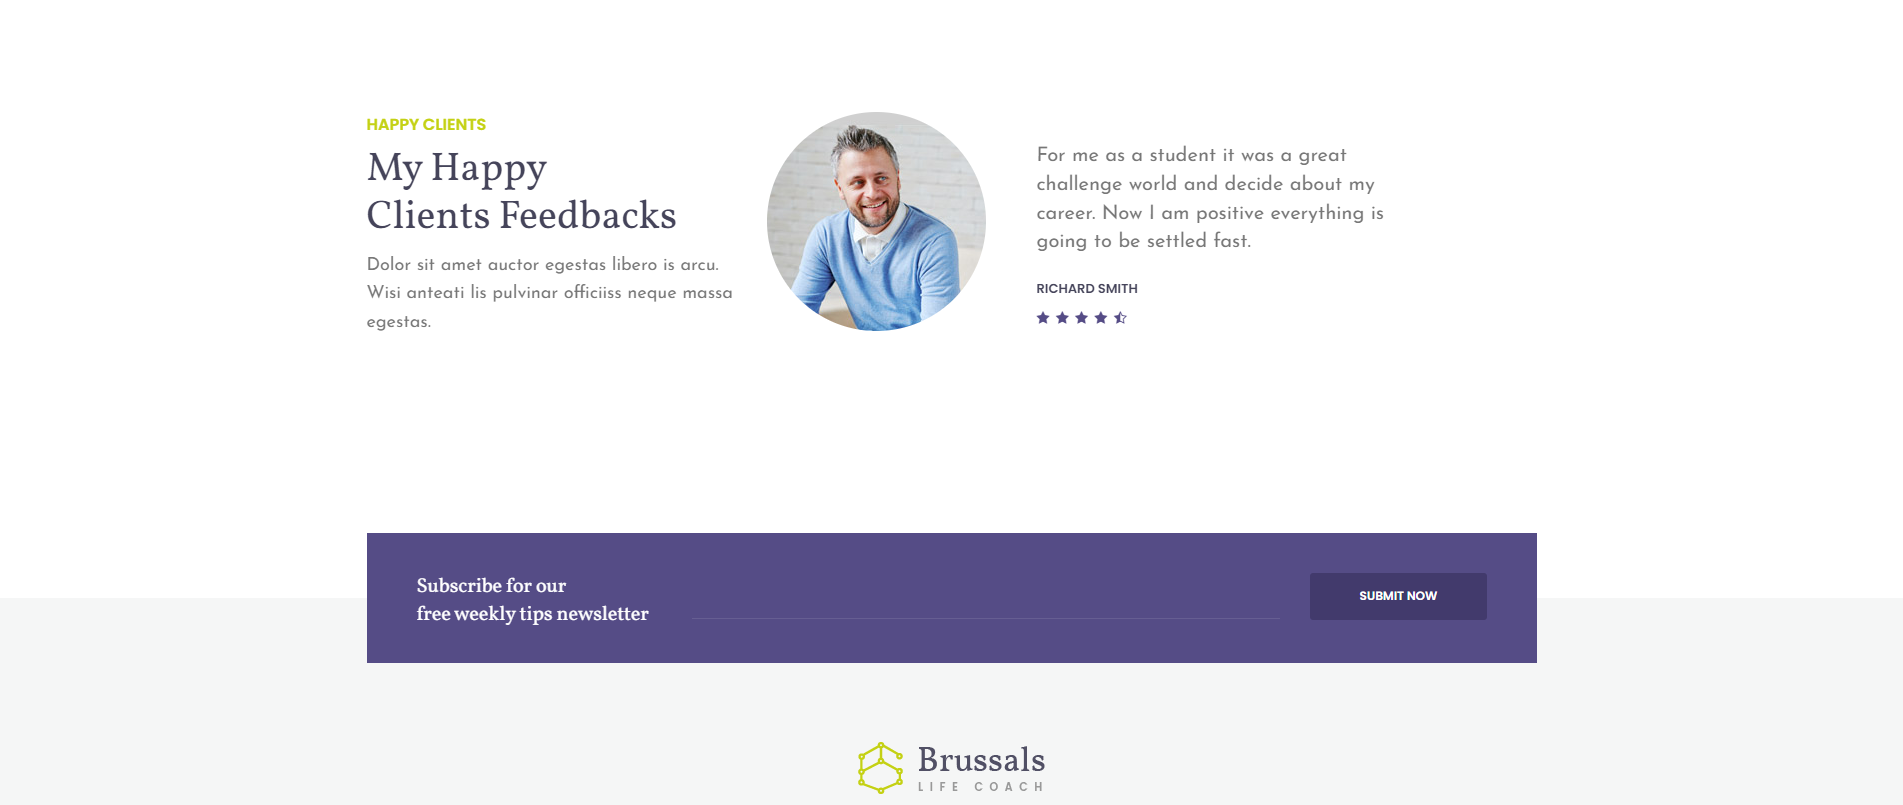 HAPPY CLIENTS
My Happy
Clients Feedbacks
Dolor sit amet auctor egestas libero is arcu.
Wisi anteati lis pulvinar officiiss neque massa
egestas.
For me as a student it was a great
challenge world and decide about my
career. Now I am positive everything is
going to be settled fast.
RICHARD SMITH
Subscribe for our
free weekly tips newsletter
SUBMIT NOW
Brussals
LIFE COACH